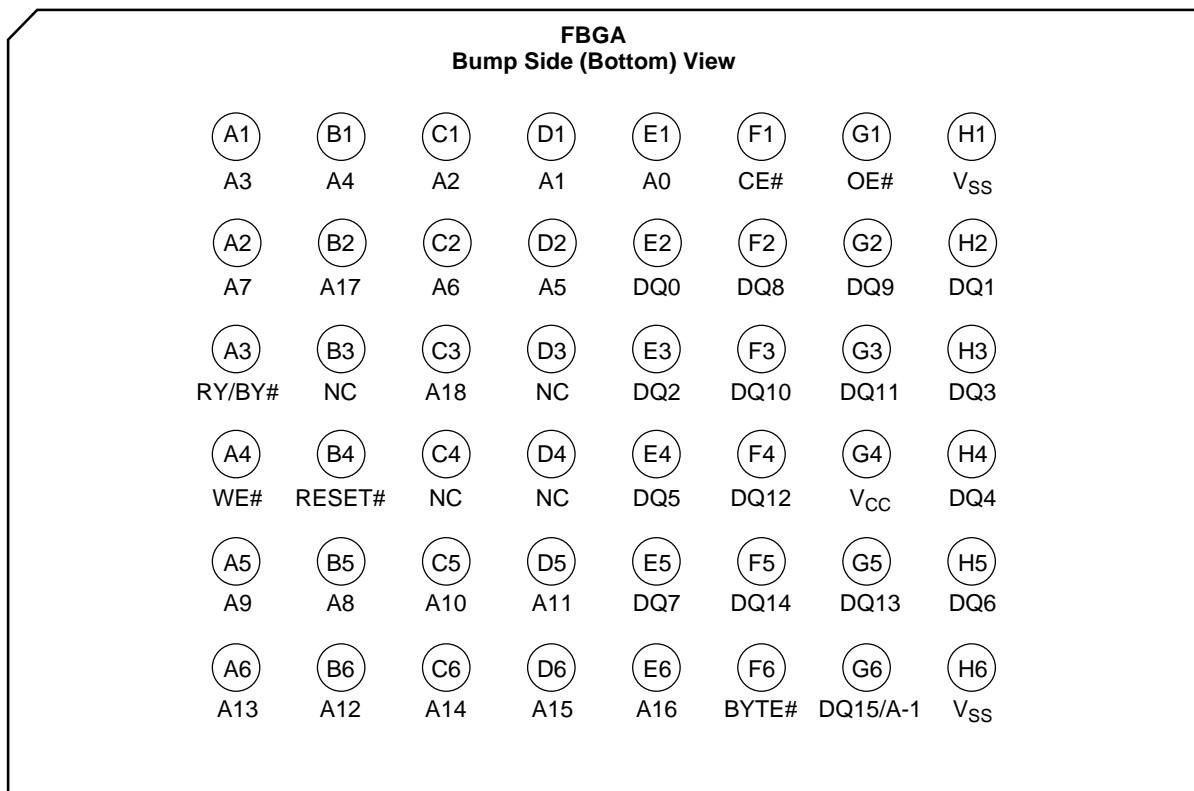 FBGA
Bump Side (Bottom) View
A1 B1 C1 D1 E1 F1 G1 H1
A3 A4 A2 A1 A0 CE# OE# VSS
A2 B2 C2 D2 E2 F2 G2 H2
A7 A17 A6 A5 DQ0 DQ8 DQ9 DQ1
A3 B3 C3 D3 E3 F3 G3 H3
RY/BY# NC A18 NC DQ2 DQ10 DQ11 DQ3
A4 B4 C4 D4 E4 F4 G4 H4
WE# RESET# NC NC DQ5 DQ12 VCC DQ4
A5 B5 C5 D5 E5 F5 G5 H5
A9 A8 A10 A11 DQ7 DQ14 DQ13 DQ6
A6 B6 C6 D6 E6 F6 G6 H6
A13 A12 A14 A15 A16 BYTE# DQ15/A-1 VSS